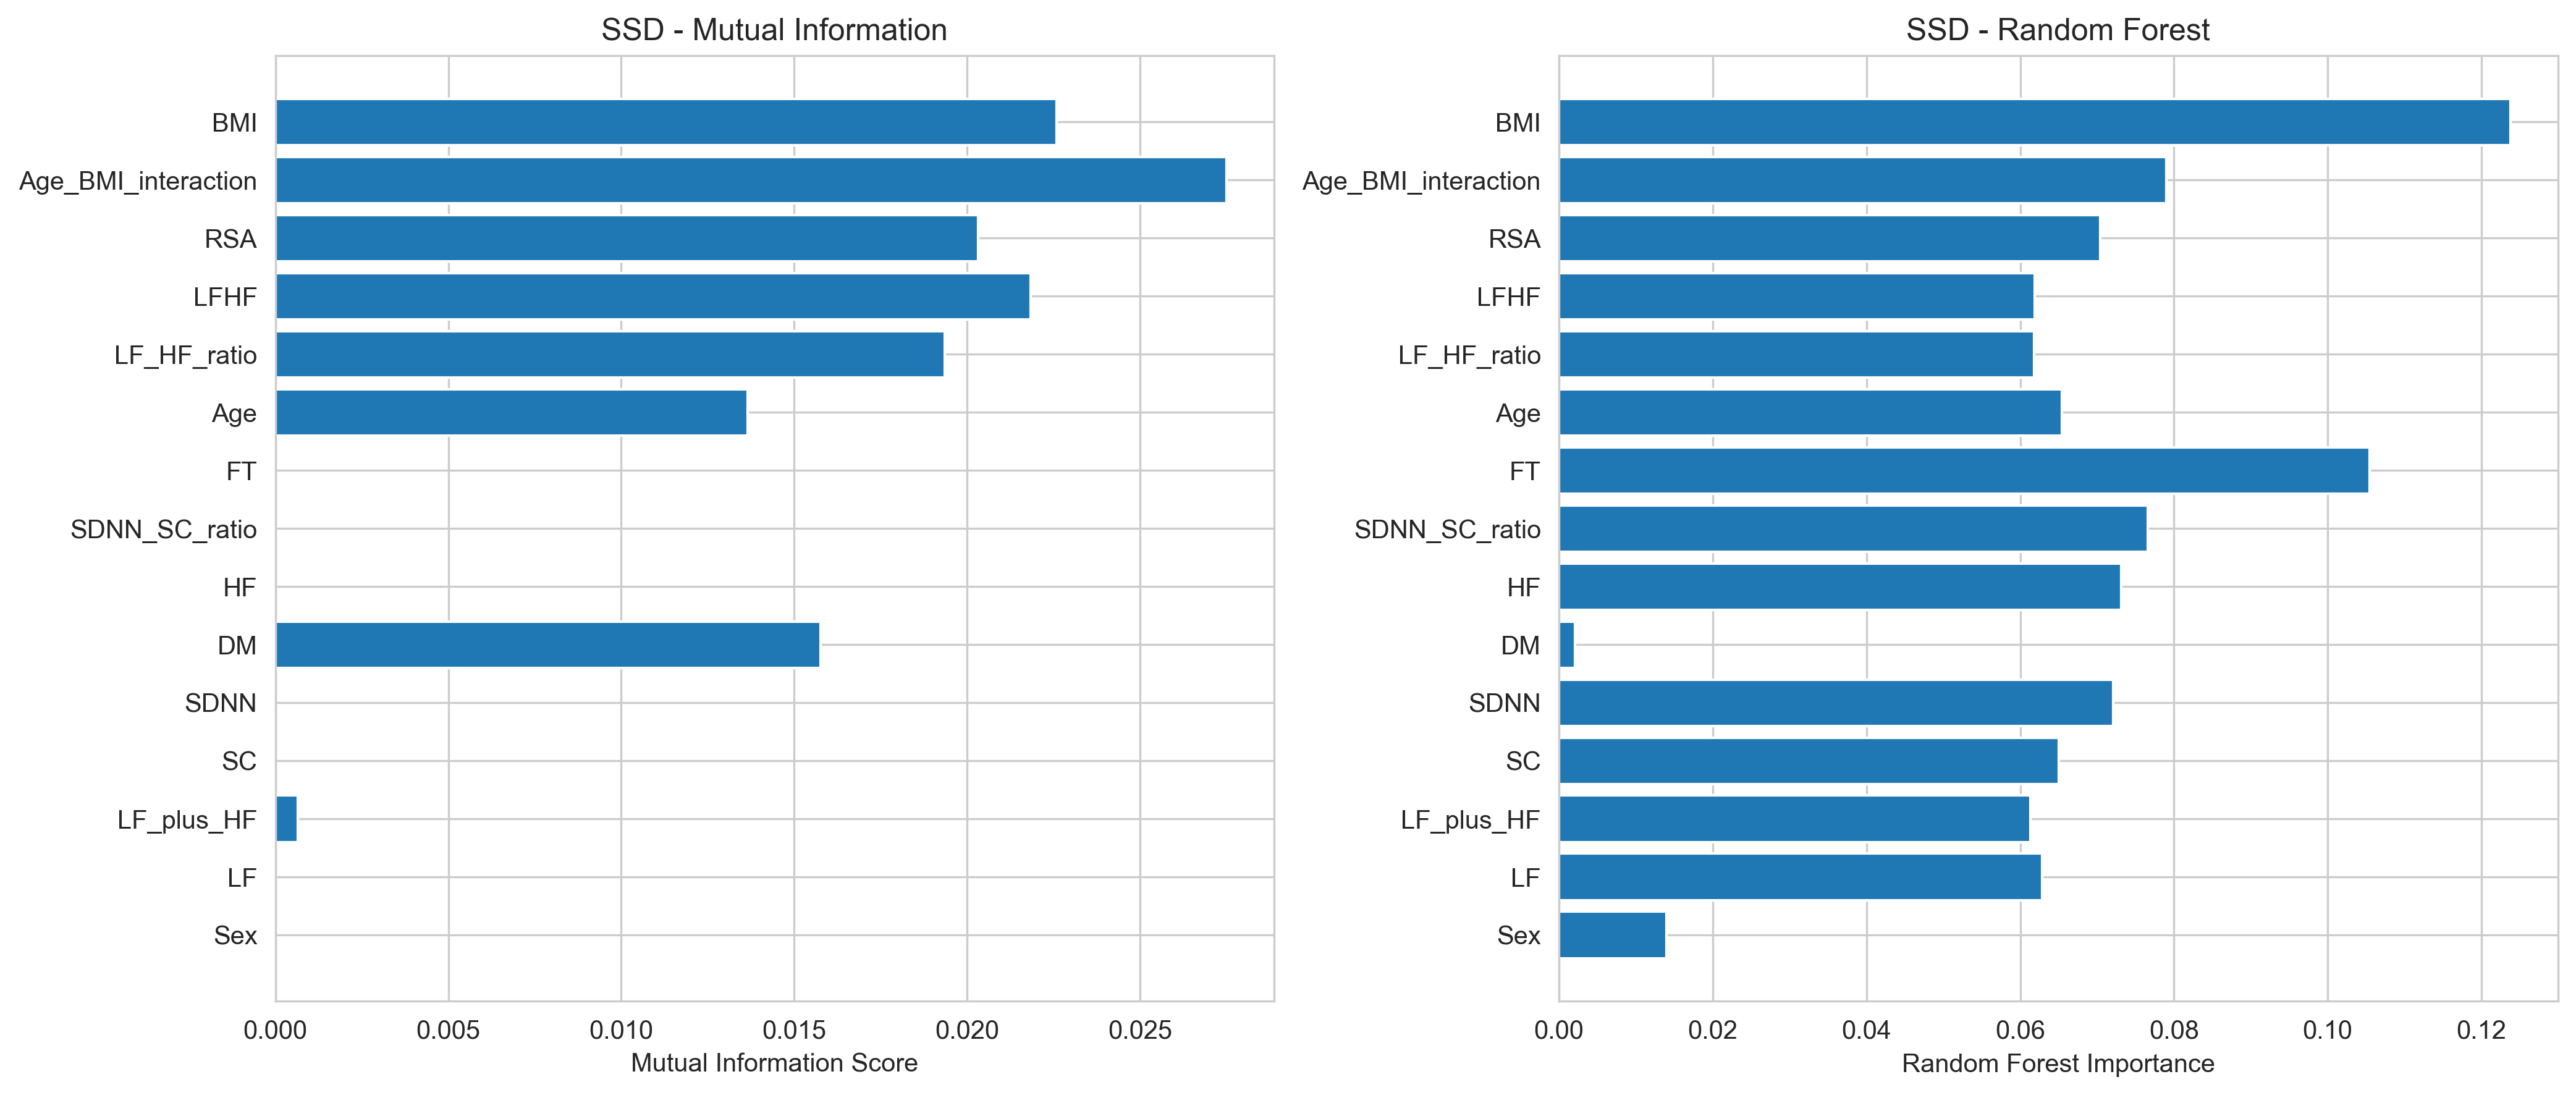 SSD - Mutual Information
BMI
Age_BMI_interaction
RSA
LFHF
LF_HF_ratio
Age
FT
SDNN_SC_ratio
HF
DM
SDNN
SC
LF_plus_HF
LF
Sex
0.000 0.005 0.010 0.015 0.020 0.025
Mutual Information Score
SSD - Random Forest
BMI
Age_BMI_interaction
RSA
LFHF
LF_HF_ratio
Age
FT
SDNN_SC_ratio
HF
DM
SDNN
SC
LF_plus_HF
LF
Sex
0.00 0.02 0.04 0.06 0.08 0.10 0.12
Random Forest Importance